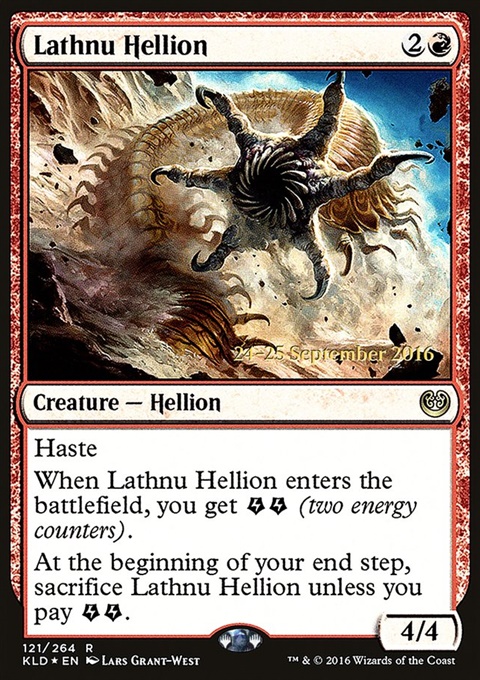 Lathnu Hellion 2
24–25 September 2016
Creature — Hellion
Haste
When Lathnu Hellion enters the
battlefield, you get (two energy
counters).
At the beginning of your end step,
sacrifice Lathnu Hellion unless you
pay .
4/4
121/264 R
KLD ★ EN Lars Grant-West
™ & © 2016 Wizards of the Coast